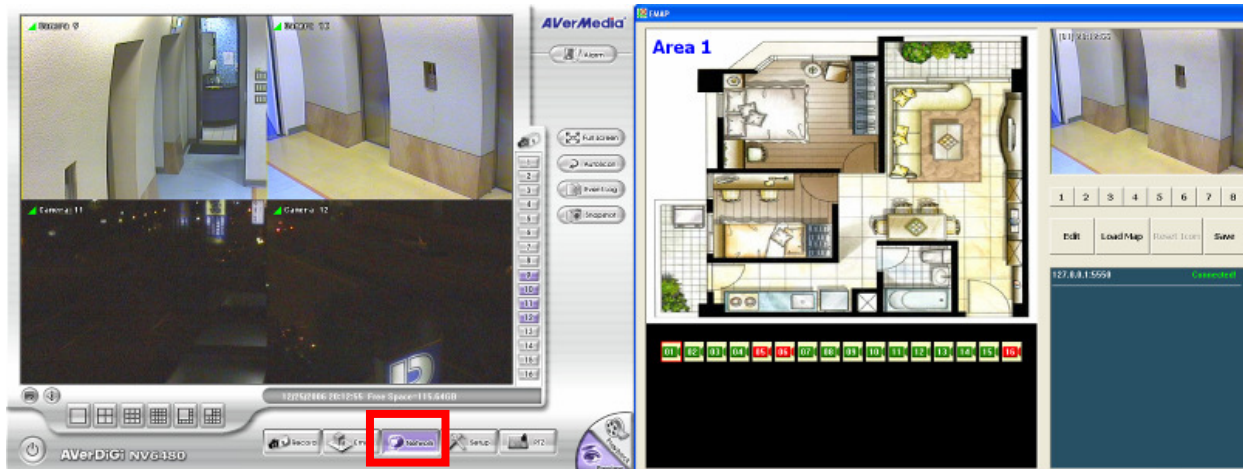 Camera 9
Camera 10
AVerMedia
Alarm
Full screen
Autoscan
Event Log
Snapshot
1
2
3
4
5
6
7
8
9
10
11
12
13
14
15
16
Camera: 11
Camera 12
12/25/2006 20:12:55 Free Space=115.64GB
Record
Network
Setup
PTZ
AVerDiGi NV6480
Playback
EMAP
Area 1
1 2 3 4 5 6 7 8
Edit
Load Map
Reset Icon
Save
127.0.0.1:5550
Connected!
01 02 03 04 05 06 07 08 09 10 11 12 13 14 15 16